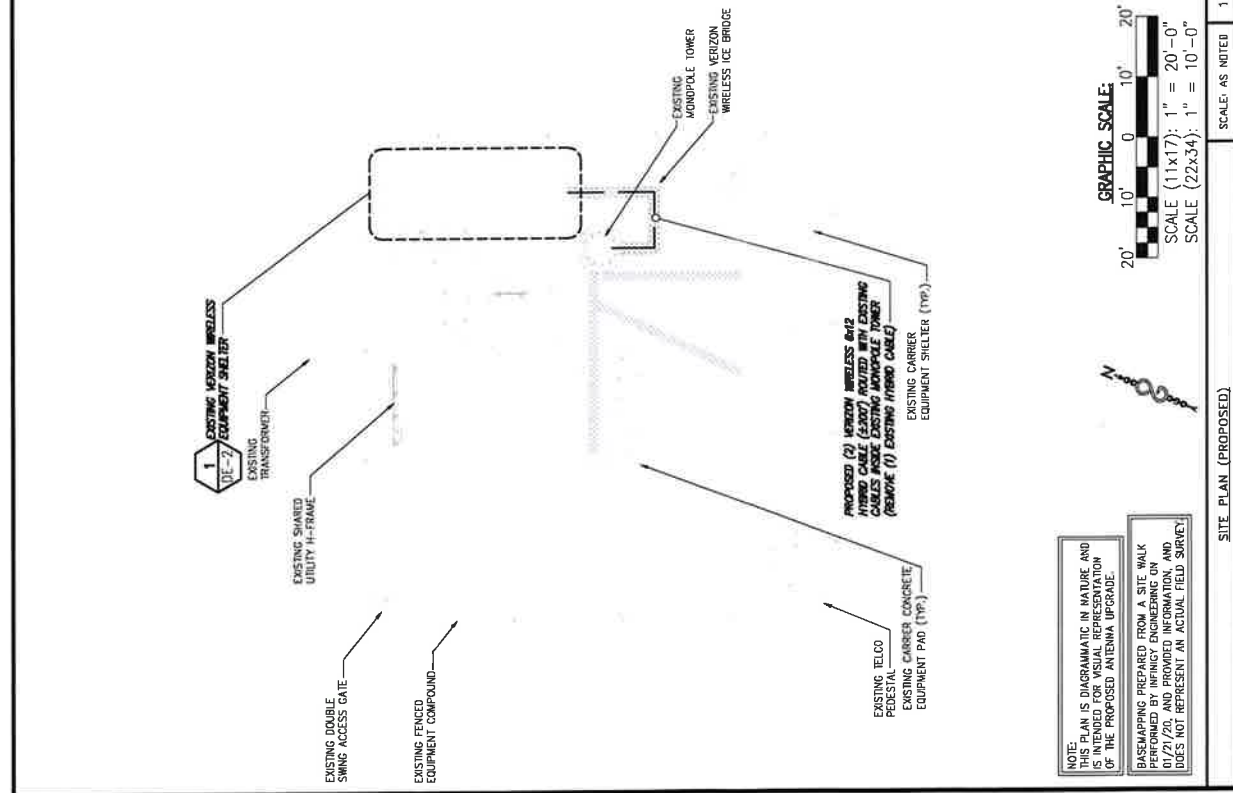 1
DE-2
EXISTING VERIZON WIRELESS
EQUIPMENT SHELTER
EXISTING
TRANSFORMER
EXISTING SHARED
UTILITY H-FRAME
EXISTING DOUBLE
SWING ACCESS GATE
EXISTING FENCED
EQUIPMENT COMPOUND
EXISTING
MONOPOLE TOWER
EXISTING VERIZON
WIRELESS ICE BRIDGE
PROPOSED (2) VERIZON WIRELESS 6x12
HYBRID CABLE (±200') ROUTED WITH EXISTING
CABLES INSIDE EXISTING MONOPOLE TOWER
(REMOVE (1) EXISTING HYBRID CABLE)
EXISTING CARRIER
EQUIPMENT SHELTER (TYP.)
EXISTING TELCO
PEDESTAL
EXISTING CARRIER CONCRETE
EQUIPMENT PAD (TYP.)
NOTE:
THIS PLAN IS DIAGRAMMATIC IN NATURE AND
IS INTENDED FOR VISUAL REPRESENTATION
OF THE PROPOSED ANTENNA UPGRADE.
BASEMAPPING PREPARED FROM A SITE WALK
PERFORMED BY INFINIGY ENGINEERING ON
01/21/20, AND PROVIDED INFORMATION, AND
DOES NOT REPRESENT AN ACTUAL FIELD SURVEY.
N
GRAPHIC SCALE:
20' 10' 0 10' 20'
SCALE (11x17): 1" = 20'-0"
SCALE (22x34): 1" = 10'-0"
SITE PLAN (PROPOSED)
SCALE: AS NOTED
1